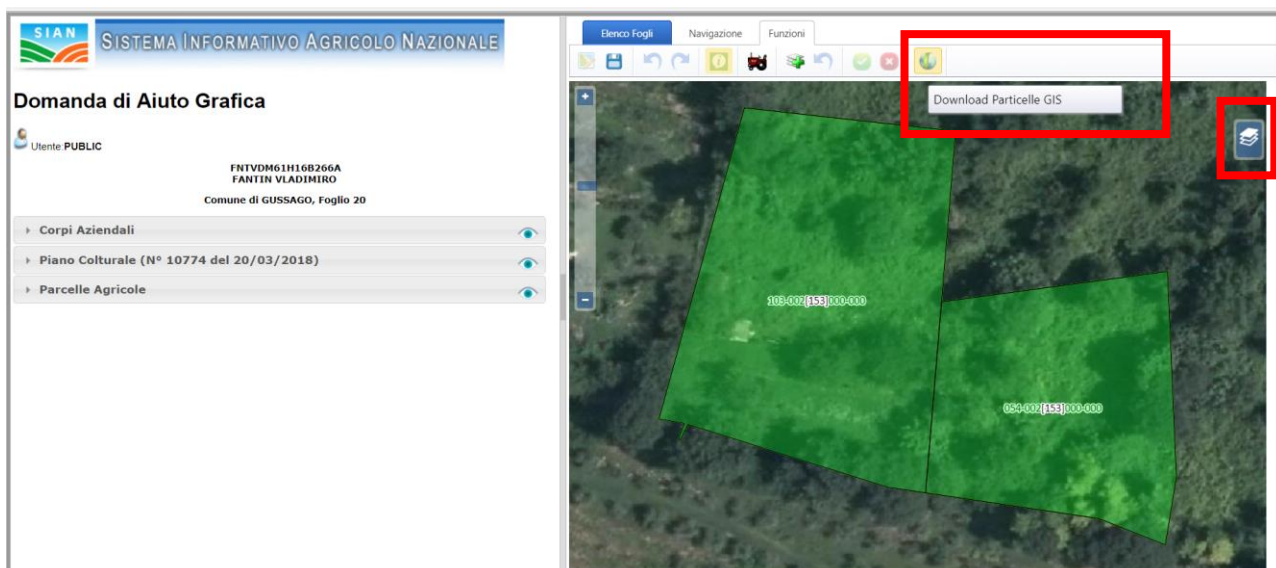 SIAN
SISTEMA INFORMATIVO AGRICOLO NAZIONALE
Domanda di Aiuto Grafica
Utente PUBLIC
FNTVDM61H16B266A
FANTIN VLADIMIRO
Comune di GUSSAGO, Foglio 20
Corpi Aziendali
Piano Colturale (N° 10774 del 20/03/2018)
Parcelle Agricole
Elenco Fogli Navigazione Funzioni
Download Particelle GIS
103-002[153]000-000
054-002[153]000-000